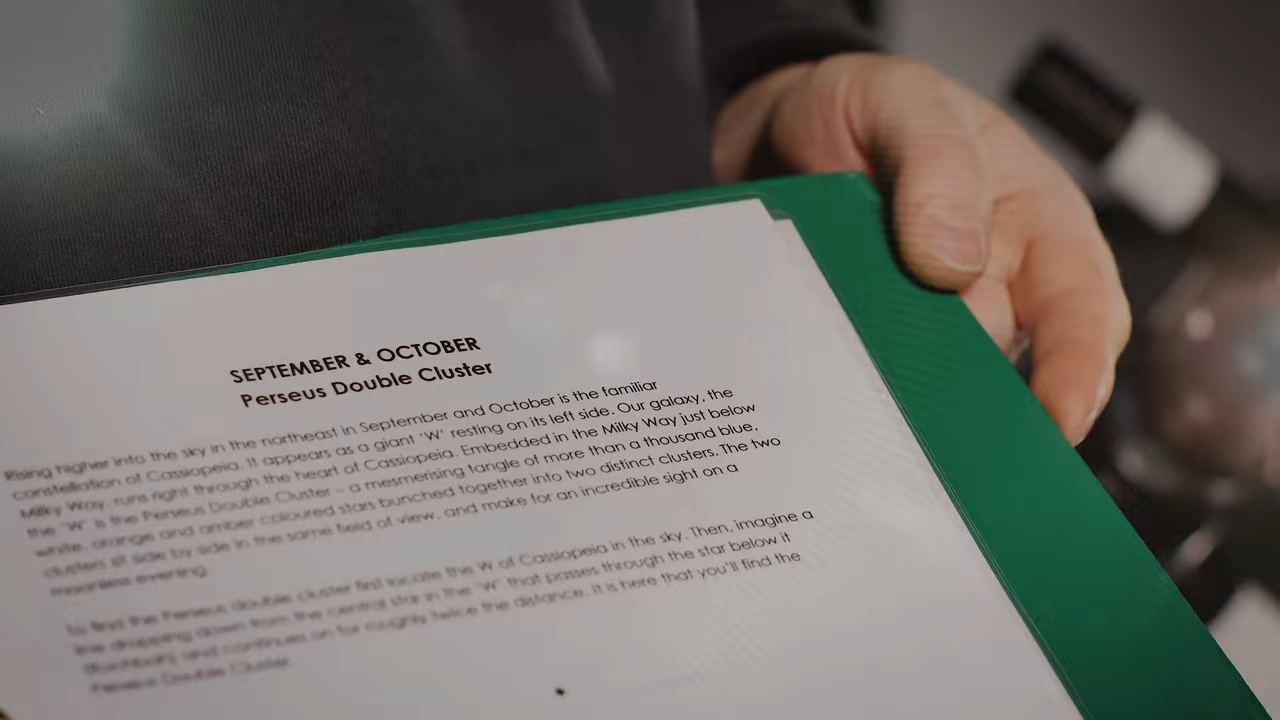 SEPTEMBER & OCTOBER
Perseus Double Cluster
Rising higher into the sky in the northeast in September and October is the familiar
constellation of Cassiopeia. It appears as a giant 'W' resting on its left side. Our galaxy, the
Milky Way, runs right through the heart of Cassiopeia. Embedded in the Milky Way just below
the 'W' is the Perseus Double Cluster – a mesmerising tangle of more than a thousand blue,
white, orange and amber coloured stars bunched together into two distinct clusters. The two
clusters sit side by side in the same field of view, and make for an incredible sight on a
moonless evening.
To find the Perseus double cluster first locate the W of Cassiopeia in the sky. Then, imagine a
line dropping down from the central star in the 'W' that passes through the star below it
(Ruchbah) and continues on for roughly twice the distance. It is here that you'll find the
Perseus Double Cluster.